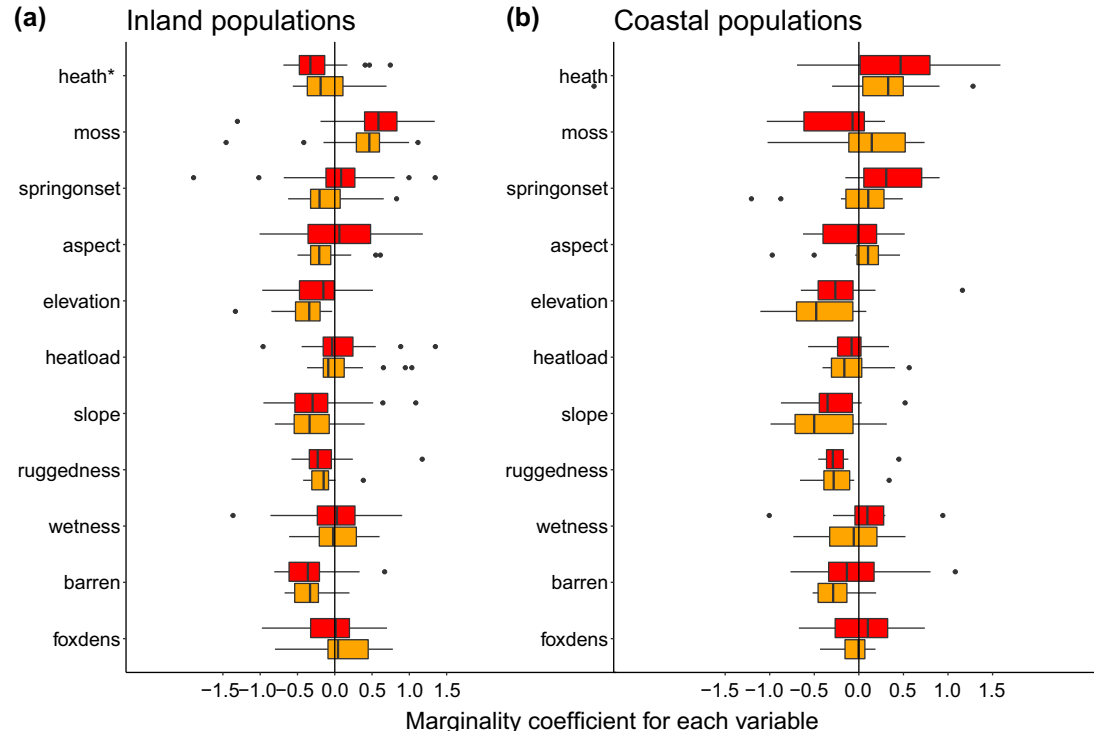 (a) Inland populations
heath*
moss
springonset
aspect
elevation
heatload
slope
ruggedness
wetness
barren
foxdens
−1.5 −1.0 −0.5 0.0 0.5 1.0 1.5
(b) Coastal populations
heath
moss
springonset
aspect
elevation
heatload
slope
ruggedness
wetness
barren
foxdens
−1.5 −1.0 −0.5 0.0 0.5 1.0 1.5
Marginality coefficient for each variable